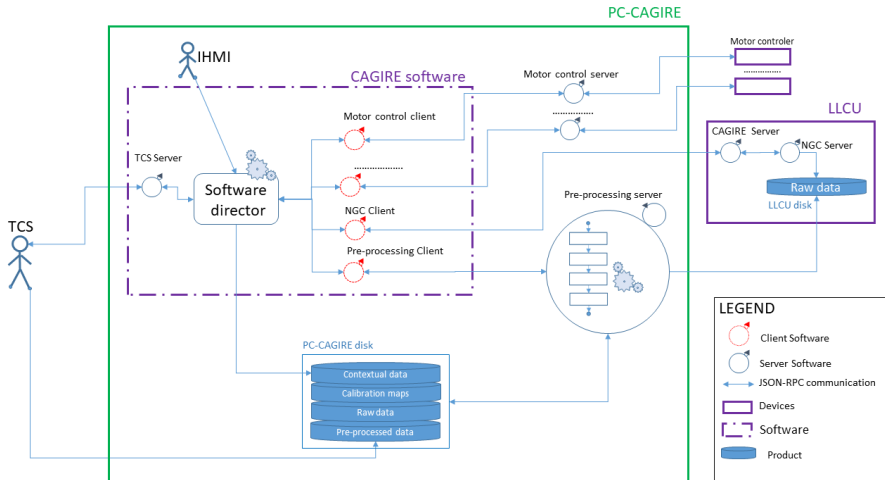 PC-CAGIRE
IHMI
CAGIRE software
Motor control server
Motor controler
................
Motor control client
................
LLCU
CAGIRE Server
NGC Server
TCS Server
...................
Software
director
Pre-processing server
Raw data
LLCU disk
NGC Client
TCS
Pre-processing Client
PC-CAGIRE disk
Contextual data
Calibration maps
Raw data
Pre-processed data
LEGEND
Client Software
Server Software
JSON-RPC communication
Devices
Software
Product